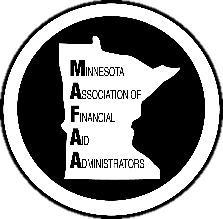 MINNESOTA
ASSOCIATION OF
FINANCIAL
AID
ADMINISTRATORS